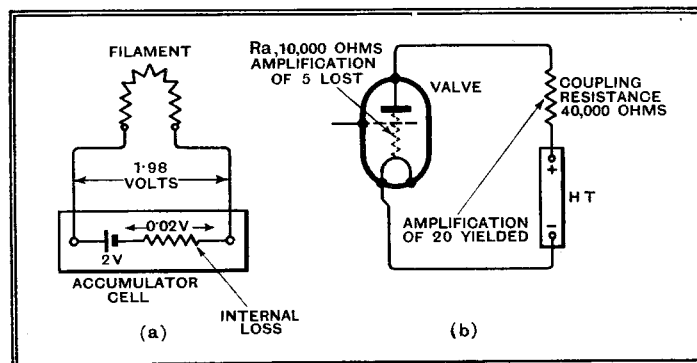 FILAMENT
1·98
VOLTS
0·02V
2V
ACCUMULATOR
CELL
INTERNAL
LOSS
(a)
Ra, 10,000 OHMS
AMPLIFICATION
OF 5 LOST
VALVE
COUPLING
RESISTANCE
40,000 OHMS
+
HT
−
AMPLIFICATION
OF 20 YIELDED
(b)